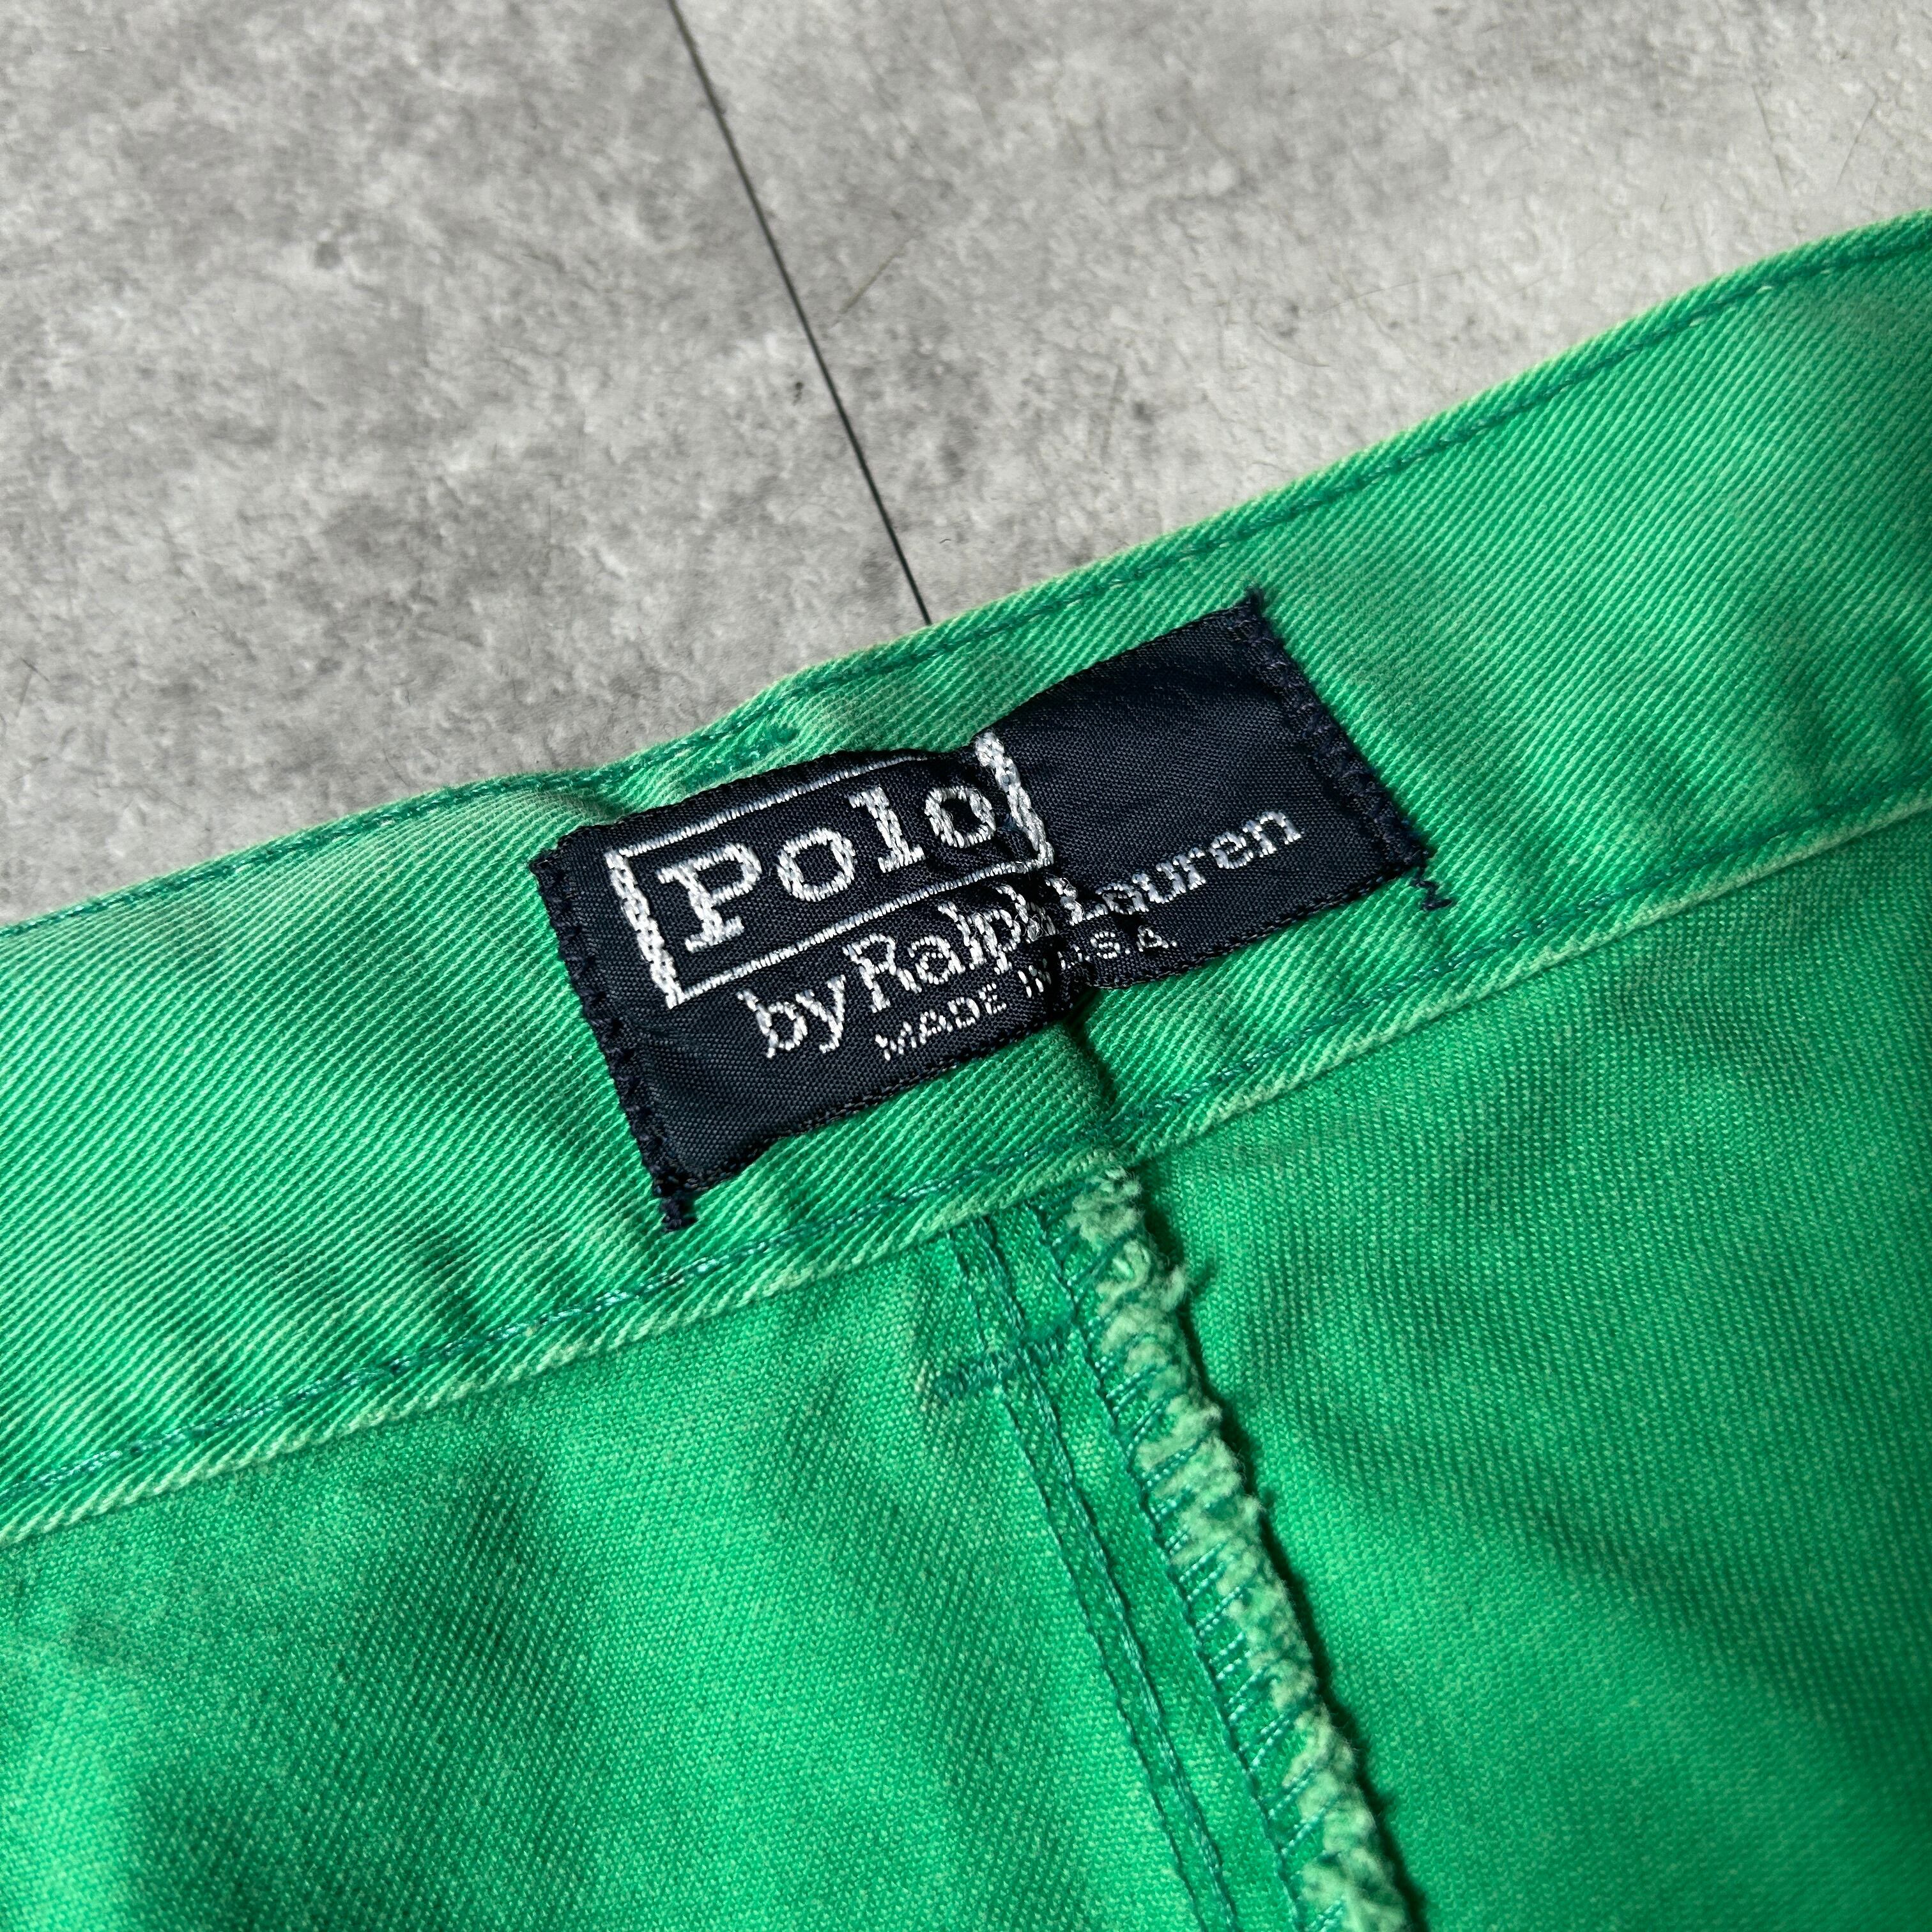 Polo
by Ralph Lauren
MADE IN U.S.A.